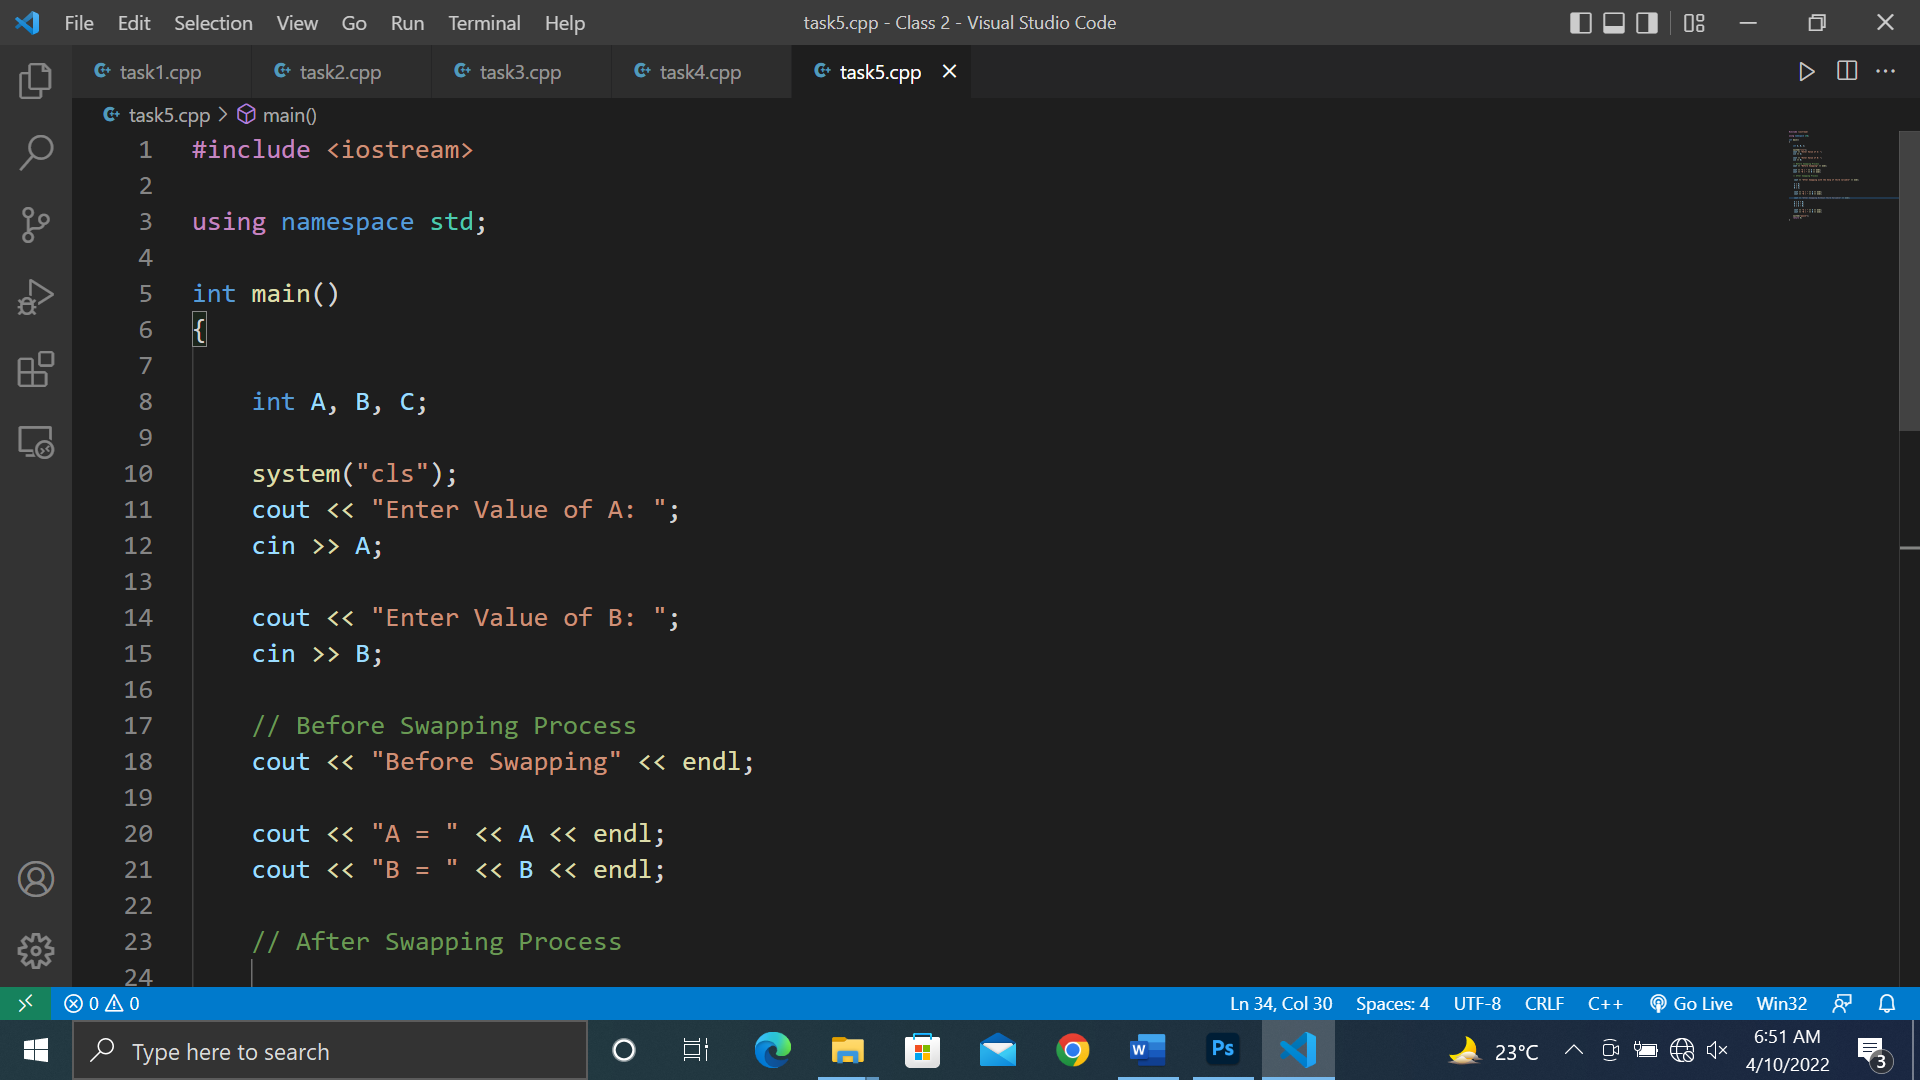 File Edit Selection View Go Run Terminal Help task5.cpp - Class 2 - Visual Studio Code
task1.cpp task2.cpp task3.cpp task4.cpp task5.cpp
task5.cpp > main()
1 #include <iostream>
2
3 using namespace std;
4
5 int main()
6 {
7
8 int A, B, C;
9
10 system("cls");
11 cout << "Enter Value of A: ";
12 cin >> A;
13
14 cout << "Enter Value of B: ";
15 cin >> B;
16
17 // Before Swapping Process
18 cout << "Before Swapping" << endl;
19
20 cout << "A = " << A << endl;
21 cout << "B = " << B << endl;
22
23 // After Swapping Process
24
0 0 Ln 34, Col 30 Spaces: 4 UTF-8 CRLF C++ Go Live Win32
Type here to search W Ps 23°C 6:51 AM
4/10/2022 3